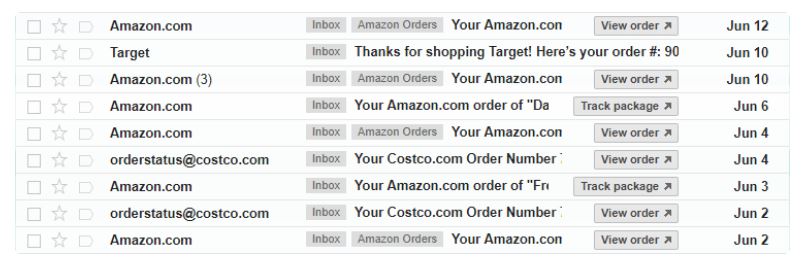 Amazon.com Inbox Amazon Orders Your Amazon.con View order Jun 12
Target Inbox Thanks for shopping Target! Here's your order #: 90 Jun 10
Amazon.com (3) Inbox Amazon Orders Your Amazon.con View order Jun 10
Amazon.com Inbox Your Amazon.com order of "Da Track package Jun 6
Amazon.com Inbox Amazon Orders Your Amazon.con View order Jun 4
orderstatus@costco.com Inbox Your Costco.com Order Number View order Jun 4
Amazon.com Inbox Your Amazon.com order of "Fre Track package Jun 3
orderstatus@costco.com Inbox Your Costco.com Order Number View order Jun 2
Amazon.com Inbox Amazon Orders Your Amazon.con View order Jun 2